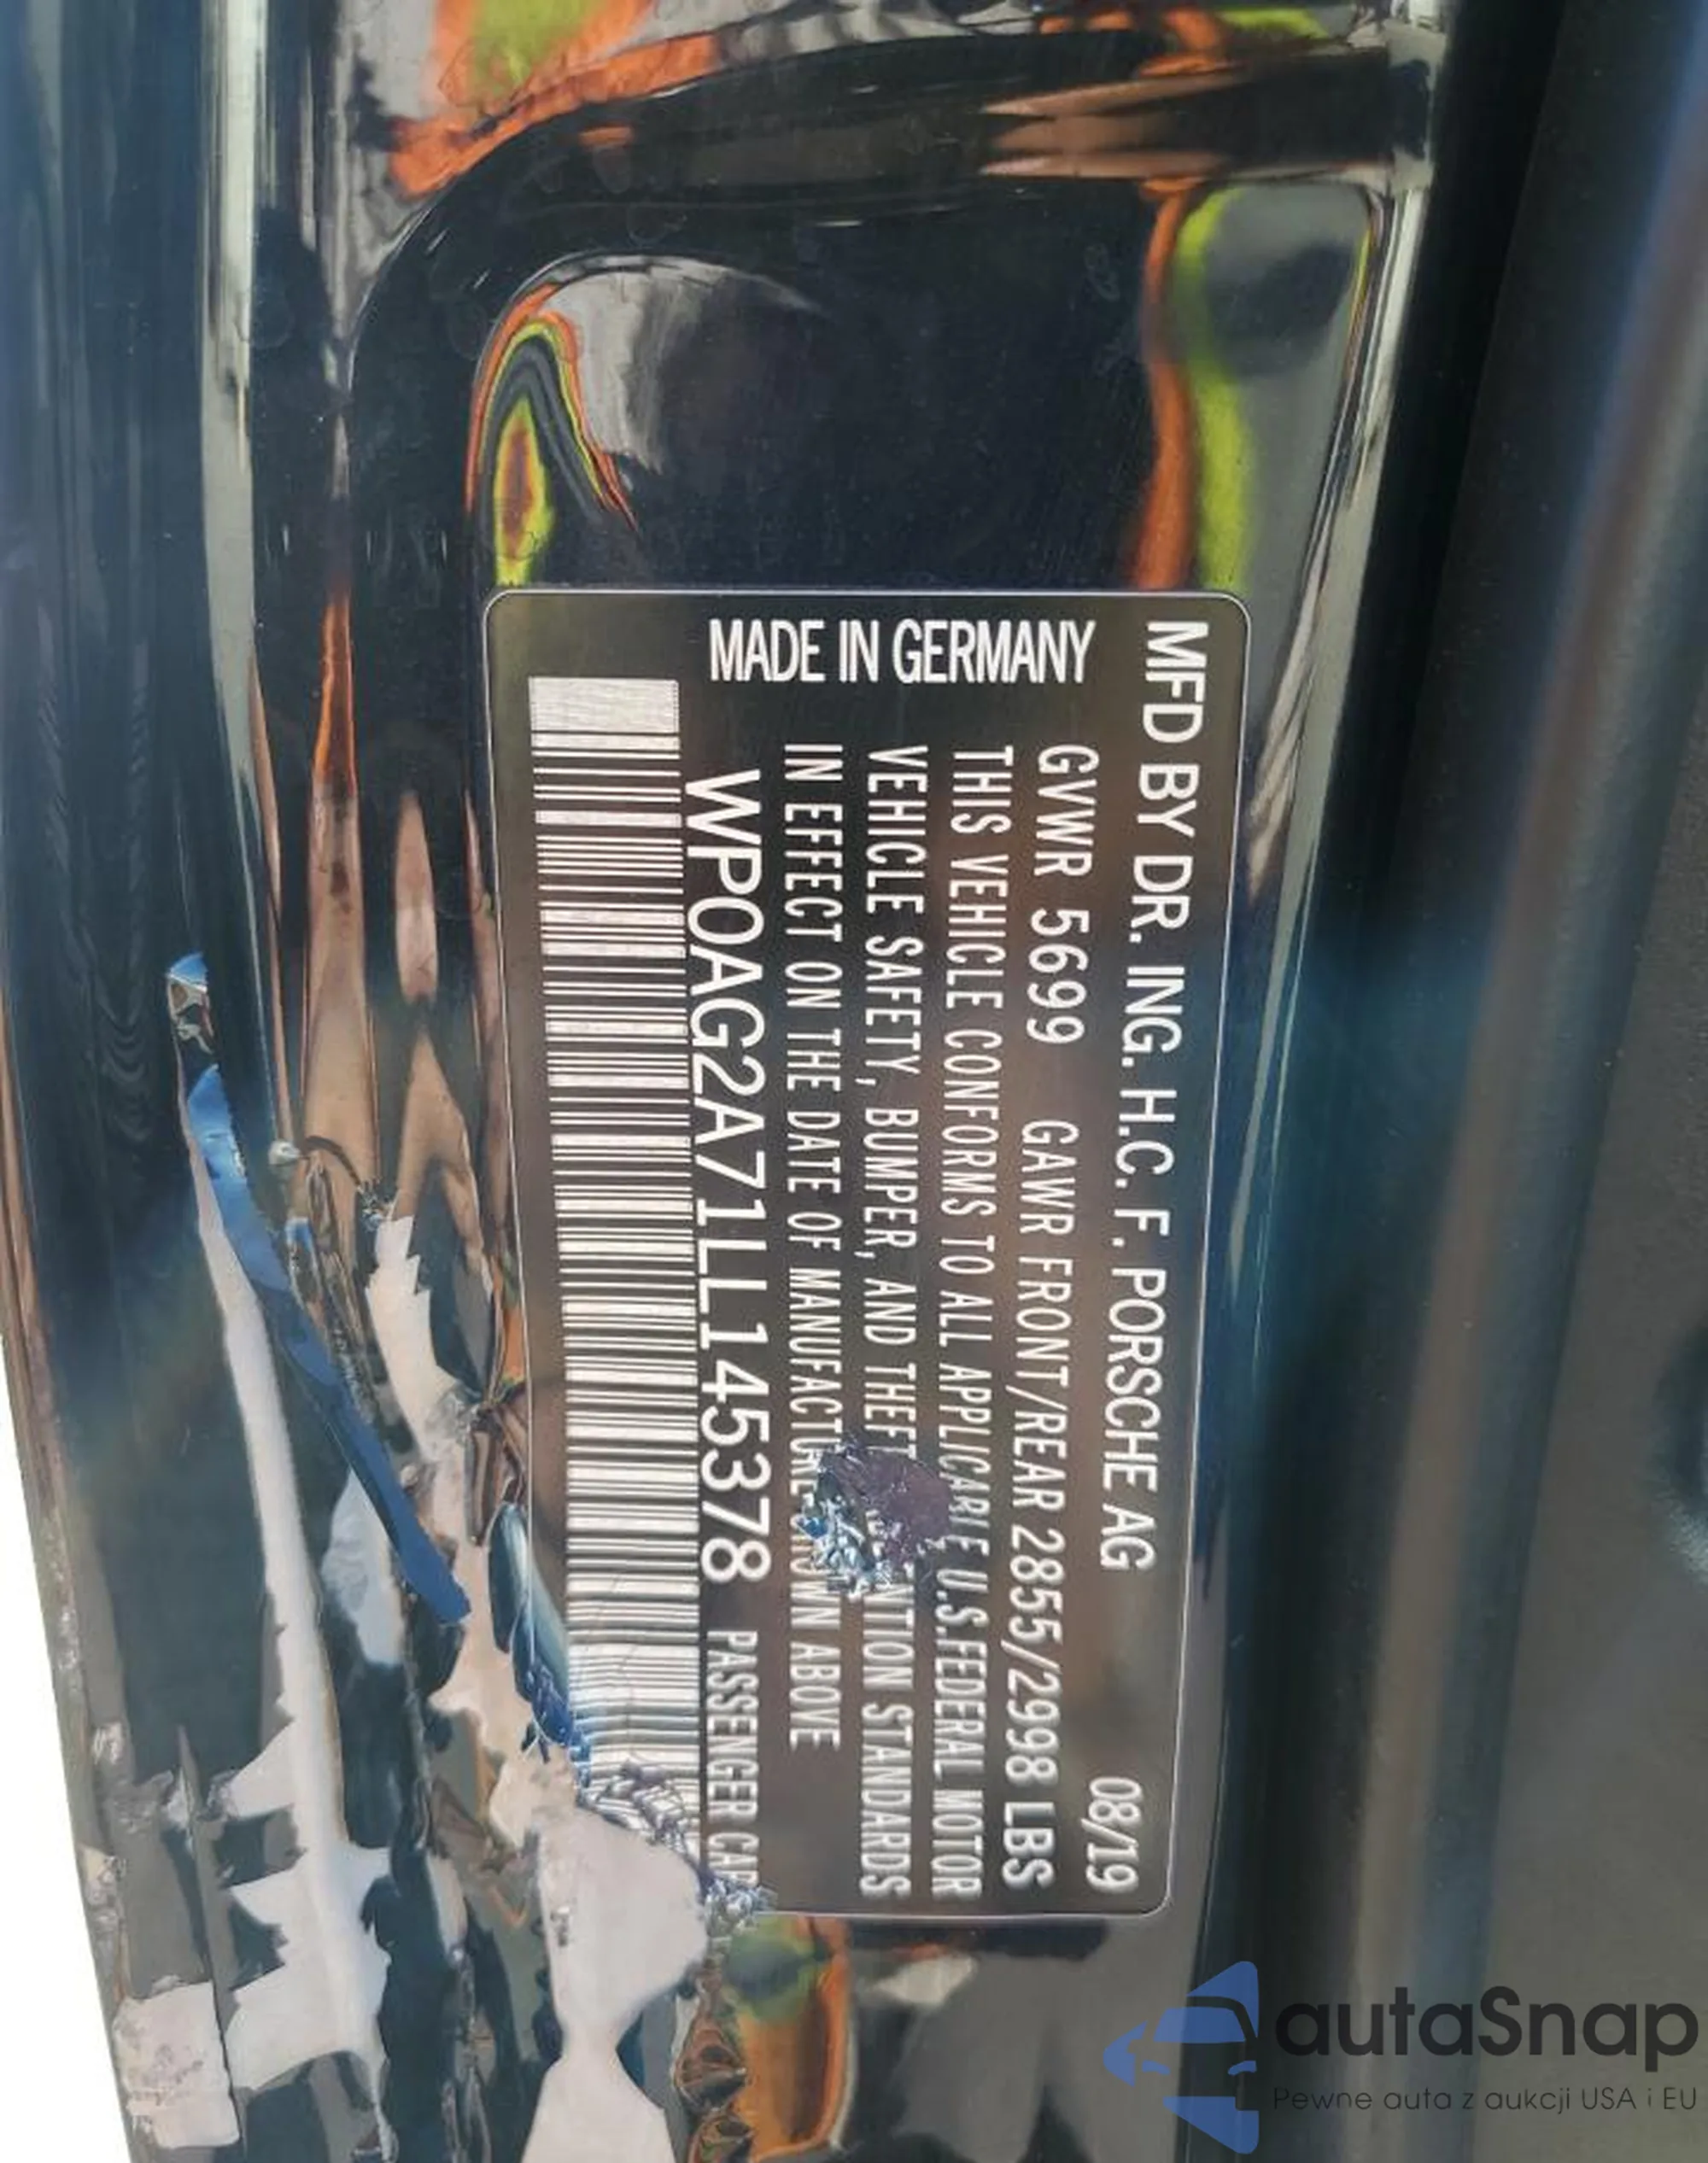 MFD BY DR. ING. H.C. F. PORSCHE AG 08/19
GVWR 5699 GAWR FRONT/REAR 2855/2998 LBS
THIS VEHICLE CONFORMS TO ALL APPLICABLE U.S.FEDERAL MOTOR
VEHICLE SAFETY, BUMPER, AND THEFT STANDARDS
IN EFFECT ON THE DATE OF MANUFACTURE ABOVE
MADE IN GERMANY
WP0AG2A71LL145378 PASSENGER CAR
autaSnap
Pewne auta z aukcji USA i EU